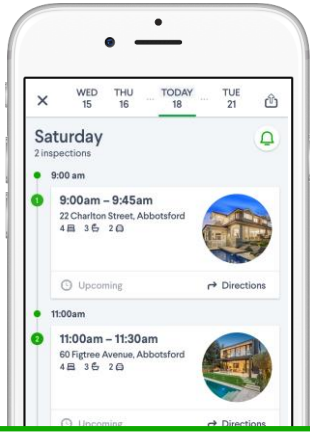 WED THU ... TODAY ... TUE
15 16 18 21
Saturday
2 inspections
9:00 am
1 9:00am – 9:45am
22 Charlton Street, Abbotsford
4 3 2
Upcoming Directions
11:00am
2 11:00am – 11:30am
60 Figtree Avenue, Abbotsford
4 3 2
Upcoming Directions